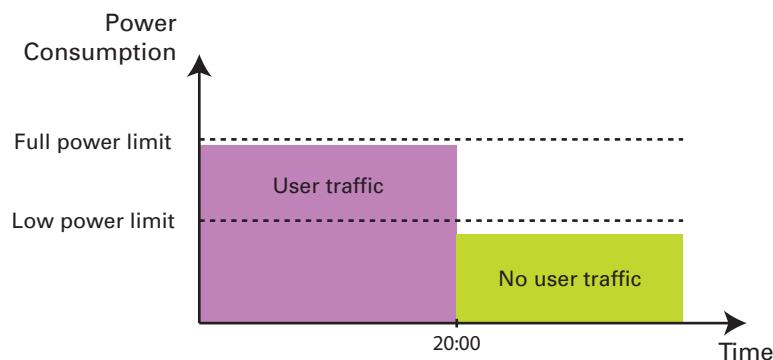 Power
Consumption
Full power limit
User traffic
Low power limit
No user traffic
20:00
Time